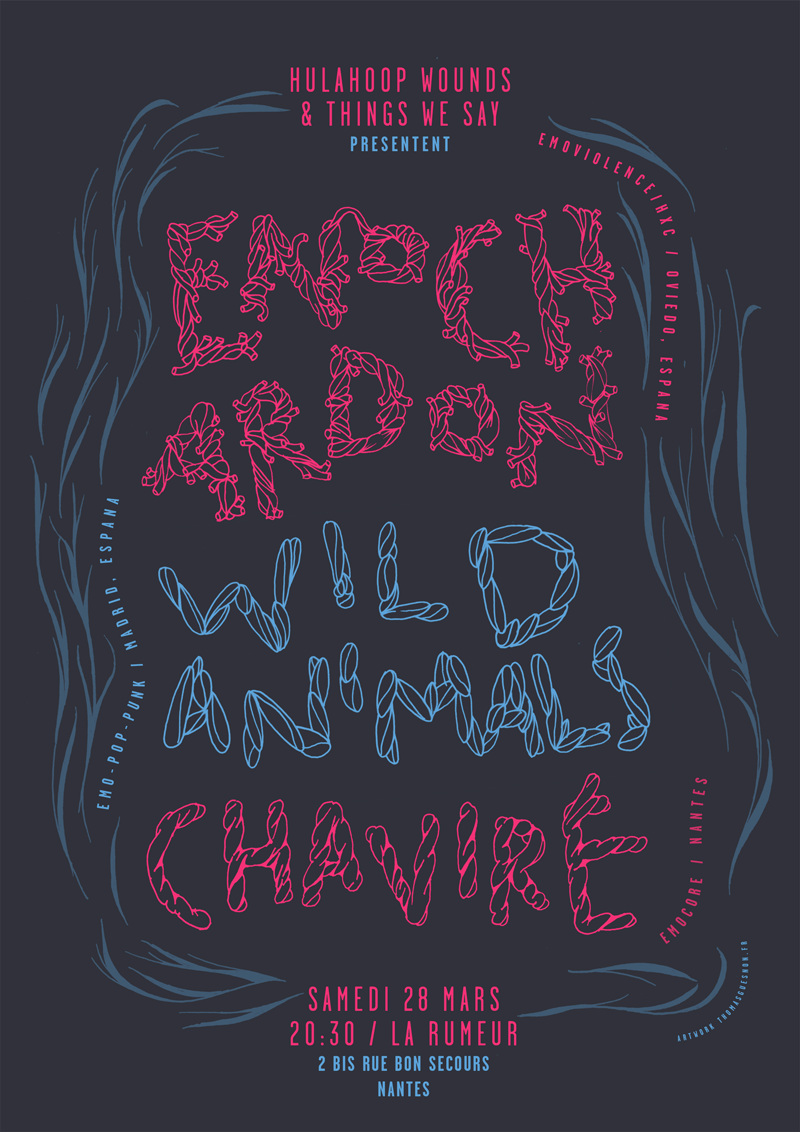 HULAHOOP WOUNDS
& THINGS WE SAY
PRESENTENT
EMOVIOLENCE/HXC / OVIEDO, ESPANA
ENOCH
ARDON
WILD
ANIMALS
EMO-POP-PUNK / MADRID, ESPANA
CHAVIRÉ
EMOCORE / NANTES
SAMEDI 28 MARS
20:30 / LA RUMEUR
2 BIS RUE BON SECOURS
NANTES
ARTWORK THOMASGUESNON.FR